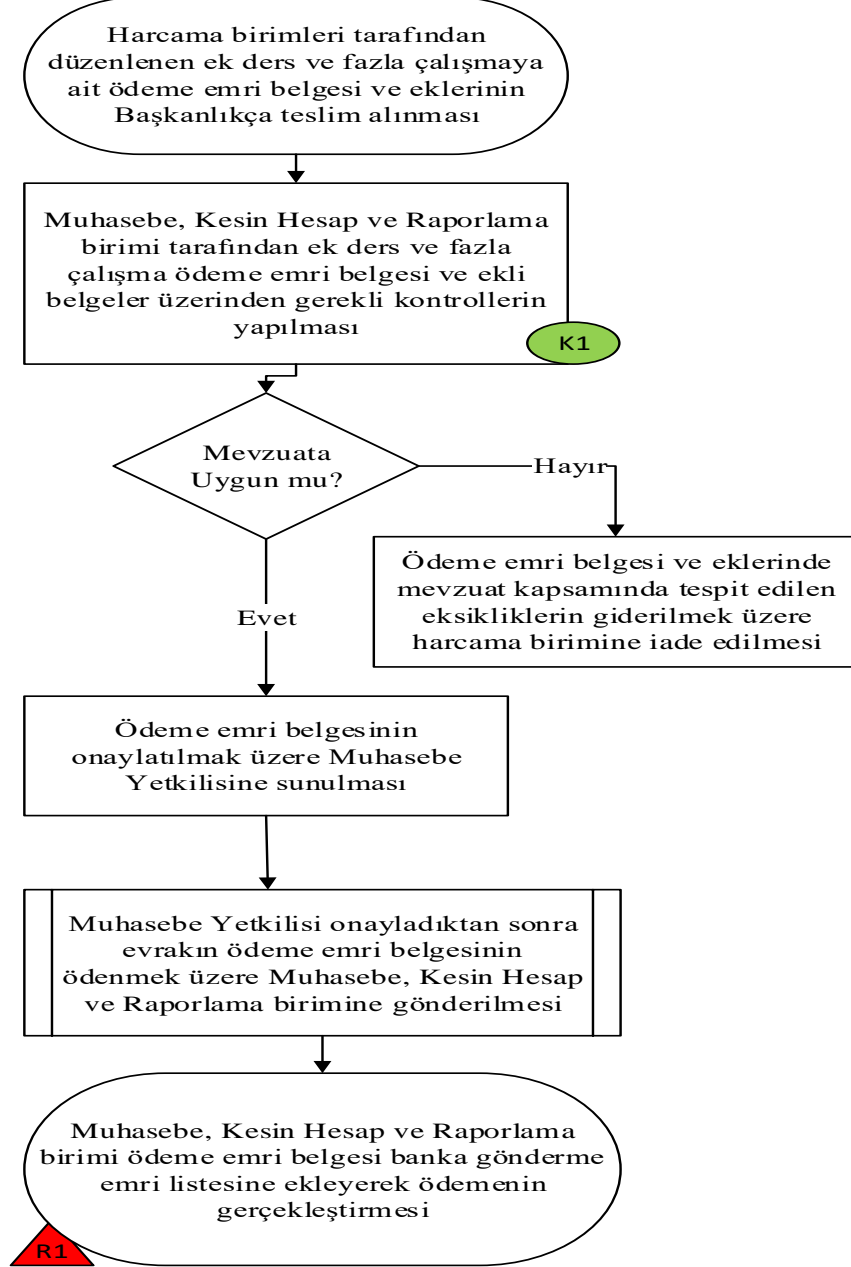 Harcama birimleri tarafından
düzenlenen ek ders ve fazla çalışmaya
ait ödeme emri belgesi ve eklerinin
Başkanlıkça teslim alınması
Muhasebe, Kesin Hesap ve Raporlama
birimi tarafından ek ders ve fazla
çalışma ödeme emri belgesi ve ekli
belgeler üzerinden gerekli kontrollerin
yapılması
K1
Mevzuata
Uygun mu?
Hayır
Ödeme emri belgesi ve eklerinde
mevzuat kapsamında tespit edilen
eksikliklerin giderilmek üzere
harcama birimine iade edilmesi
Evet
Ödeme emri belgesinin
onaylatılmak üzere Muhasebe
Yetkilisine sunulması
Muhasebe Yetkilisi onayladıktan sonra
evrakın ödeme emri belgesinin
ödenmek üzere Muhasebe, Kesin Hesap
ve Raporlama birimine gönderilmesi
Muhasebe, Kesin Hesap ve Raporlama
birimi ödeme emri belgesi banka gönderme
emri listesine ekleyerek ödemenin
gerçekleştirmesi
R1